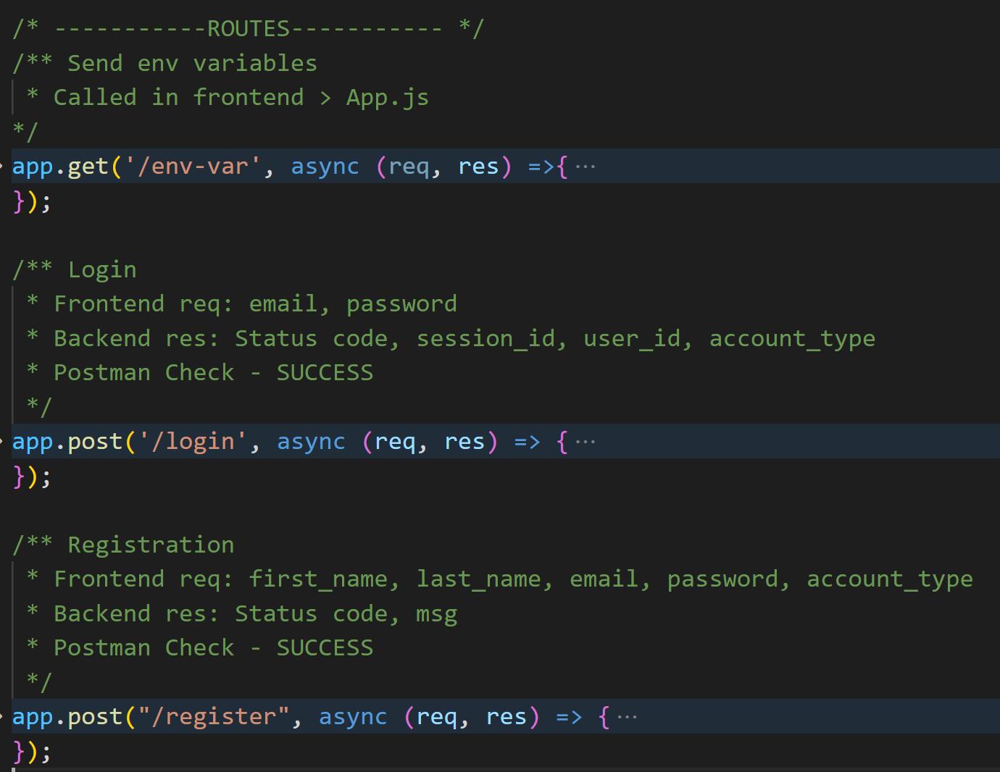 /* -----------ROUTES----------- */
/** Send env variables
 * Called in frontend > App.js
*/
app.get('/env-var', async (req, res) =>{ ···
});
/** Login
 * Frontend req: email, password
 * Backend res: Status code, session_id, user_id, account_type
 * Postman Check - SUCCESS
 */
app.post('/login', async (req, res) => { ···
});
/** Registration
 * Frontend req: first_name, last_name, email, password, account_type
 * Backend res: Status code, msg
 * Postman Check - SUCCESS
 */
app.post("/register", async (req, res) => { ···
});